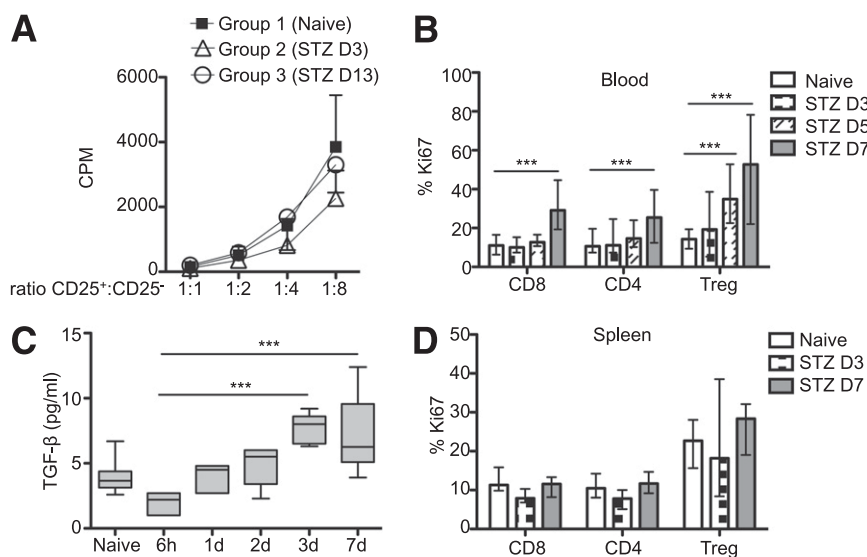 A
Group 1 (Naive)
Group 2 (STZ D3)
Group 3 (STZ D13)
6000
4000
2000
0
CPM
ratio CD25+:CD25- 1:1 1:2 1:4 1:8
B
Blood
Naive
STZ D3
STZ D5
STZ D7
100
80
60
40
20
0
% Ki67
***
***
***
***
CD8 CD4 Treg
C
15
10
5
0
TGF-β (pg/ml)
***
***
Naive 6h 1d 2d 3d 7d
D
Spleen
Naive
STZ D3
STZ D7
50
40
30
20
10
0
% Ki67
CD8 CD4 Treg